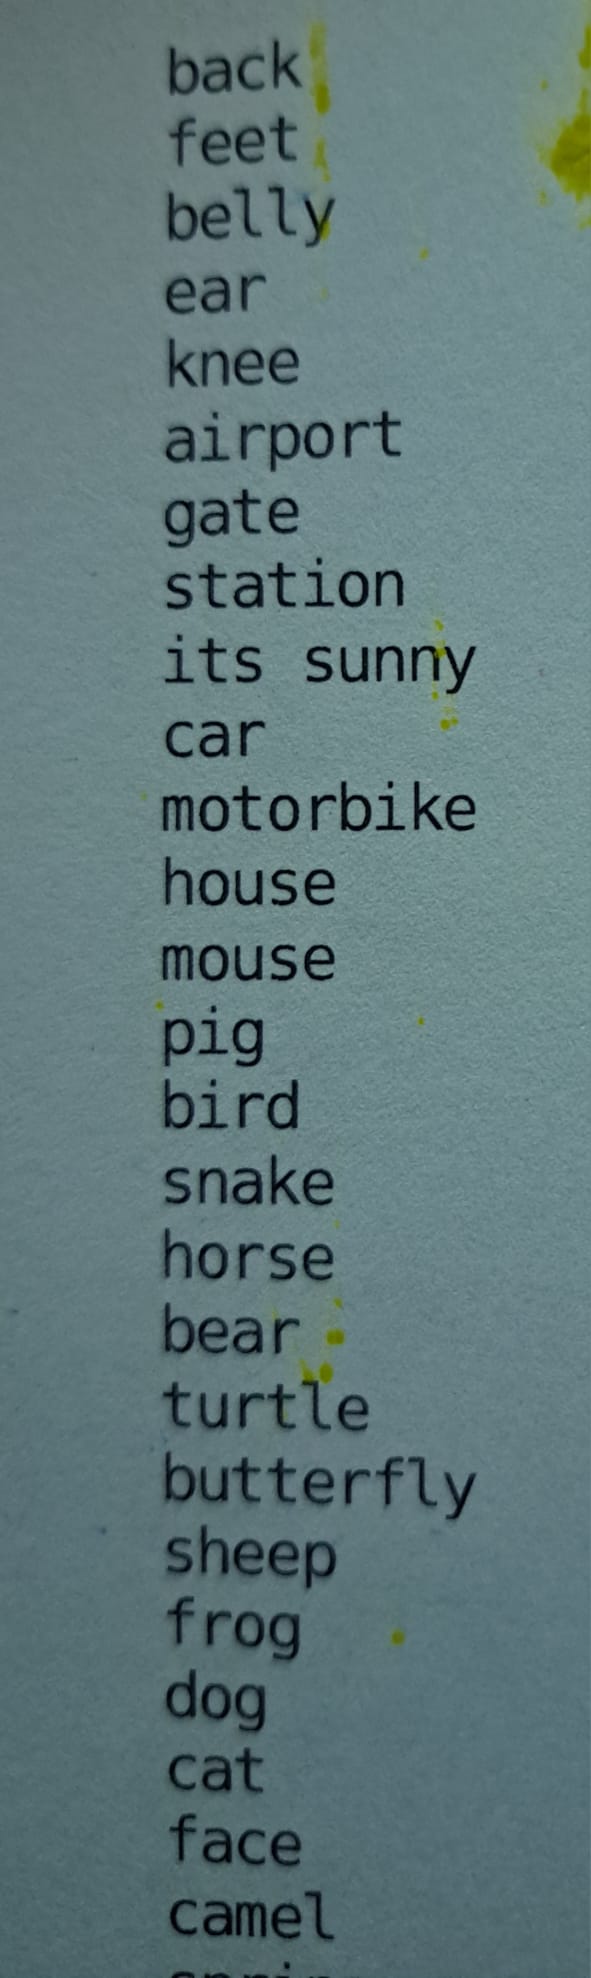 back
feet
belly
ear
knee
airport
gate
station
its sunny
car
motorbike
house
mouse
pig
bird
snake
horse
bear
turtle
butterfly
sheep
frog
dog
cat
face
camel